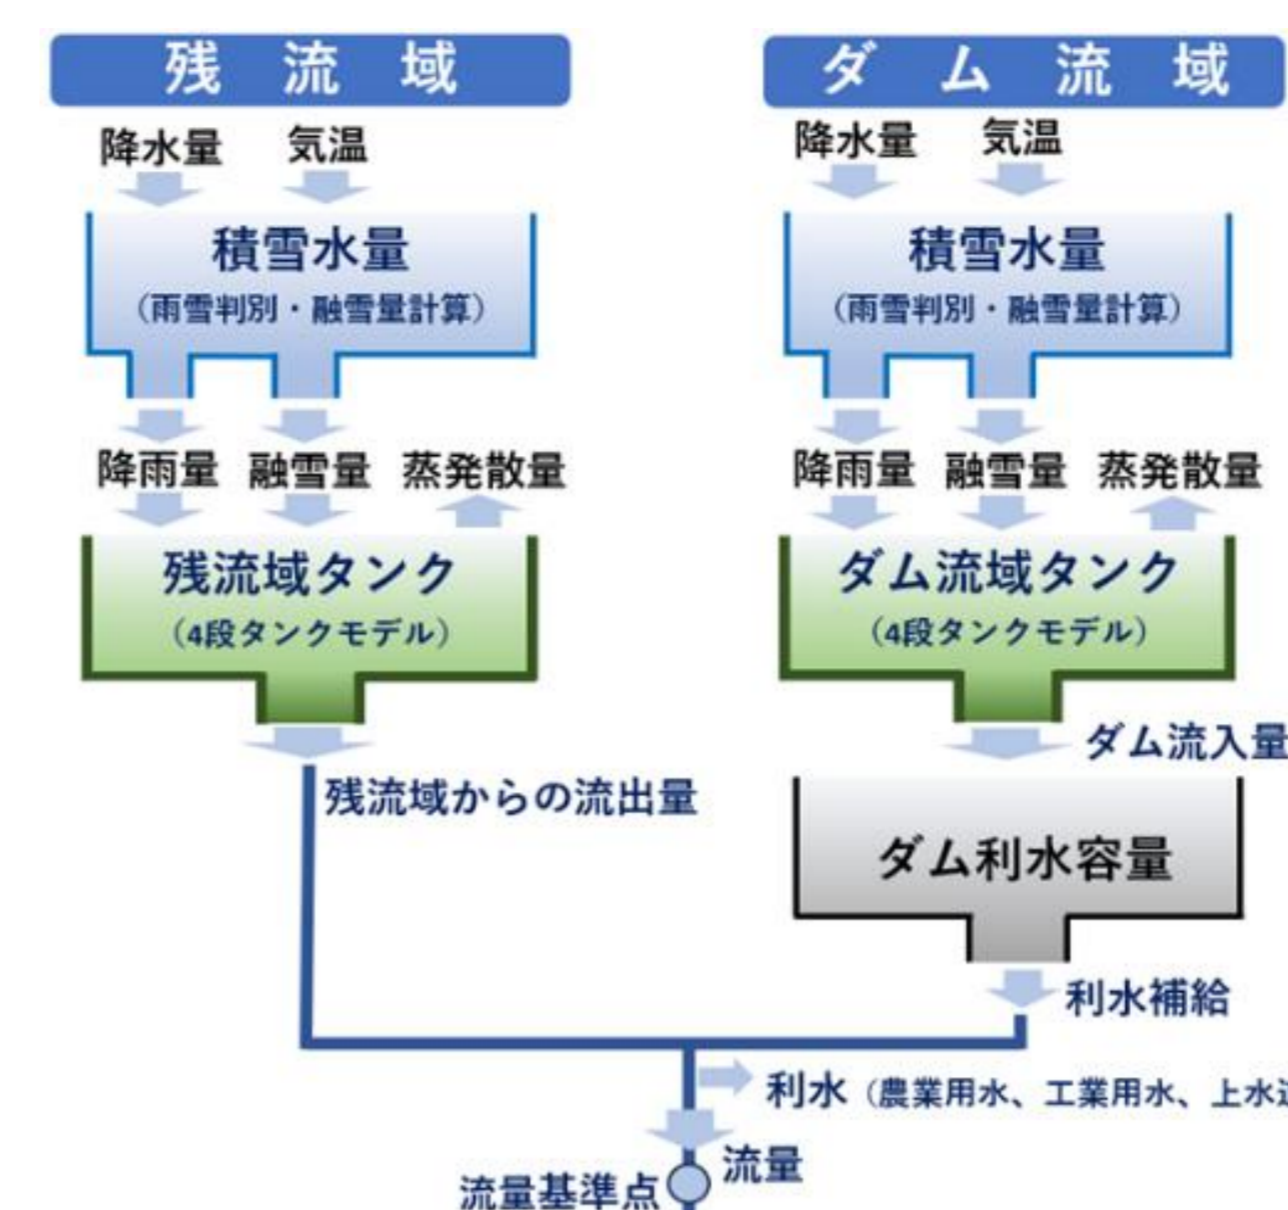 残流域
降水量 気温
積雪水量
（雨雪判別・融雪量計算）
降雨量 融雪量 蒸発散量
残流域タンク
（4段タンクモデル）
残流域からの流出量
ダム流域
降水量 気温
積雪水量
（雨雪判別・融雪量計算）
降雨量 融雪量 蒸発散量
ダム流域タンク
（4段タンクモデル）
ダム流入量
ダム利水容量
利水補給
利水（農業用水、工業用水、上水
流量
流量基準点